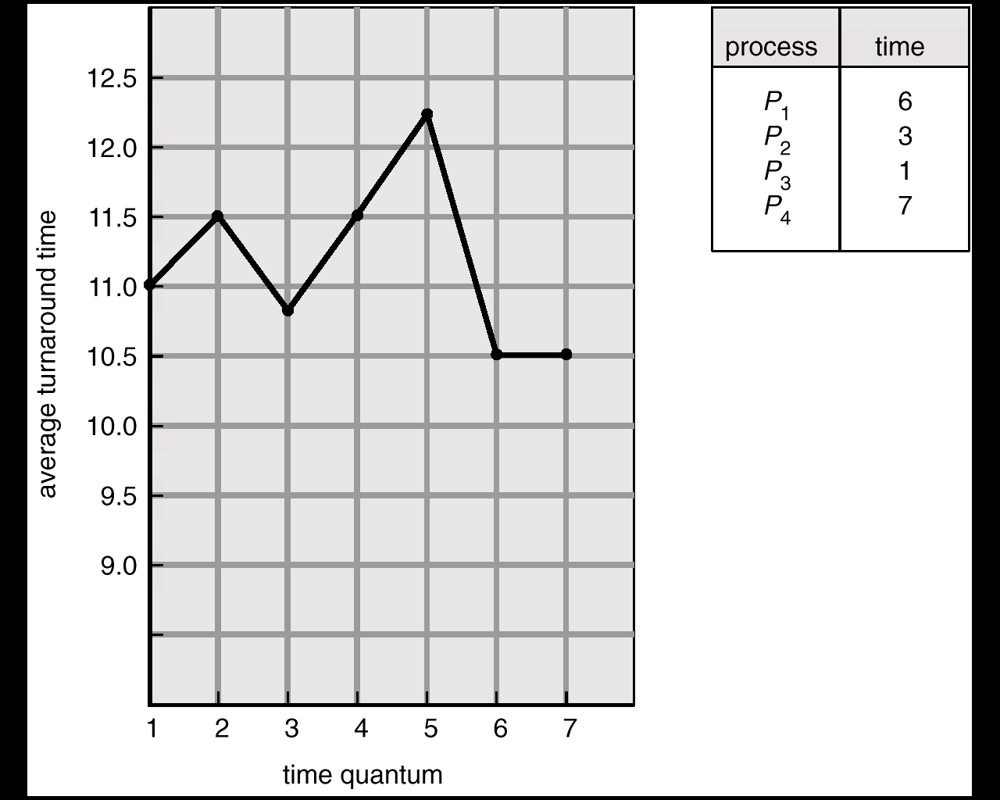 12.5
12.0
11.5
11.0
10.5
10.0
9.5
9.0
average turnaround time
1 2 3 4 5 6 7
time quantum
process time
P1 6
P2 3
P3 1
P4 7